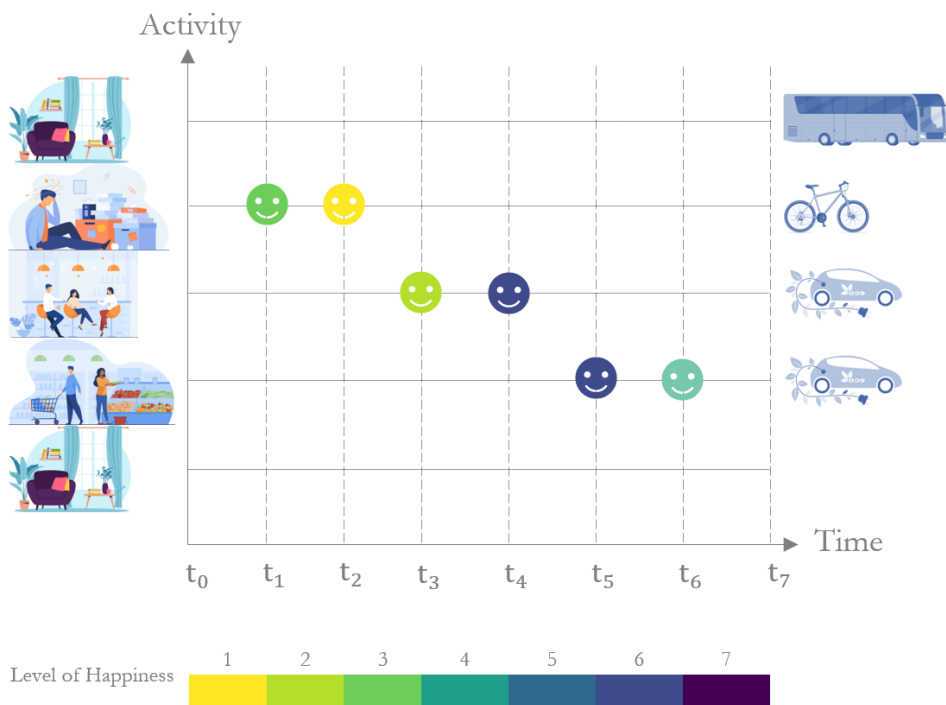 Activity
Time
t₀ t₁ t₂ t₃ t₄ t₅ t₆ t₇
1 2 3 4 5 6 7
Level of Happiness